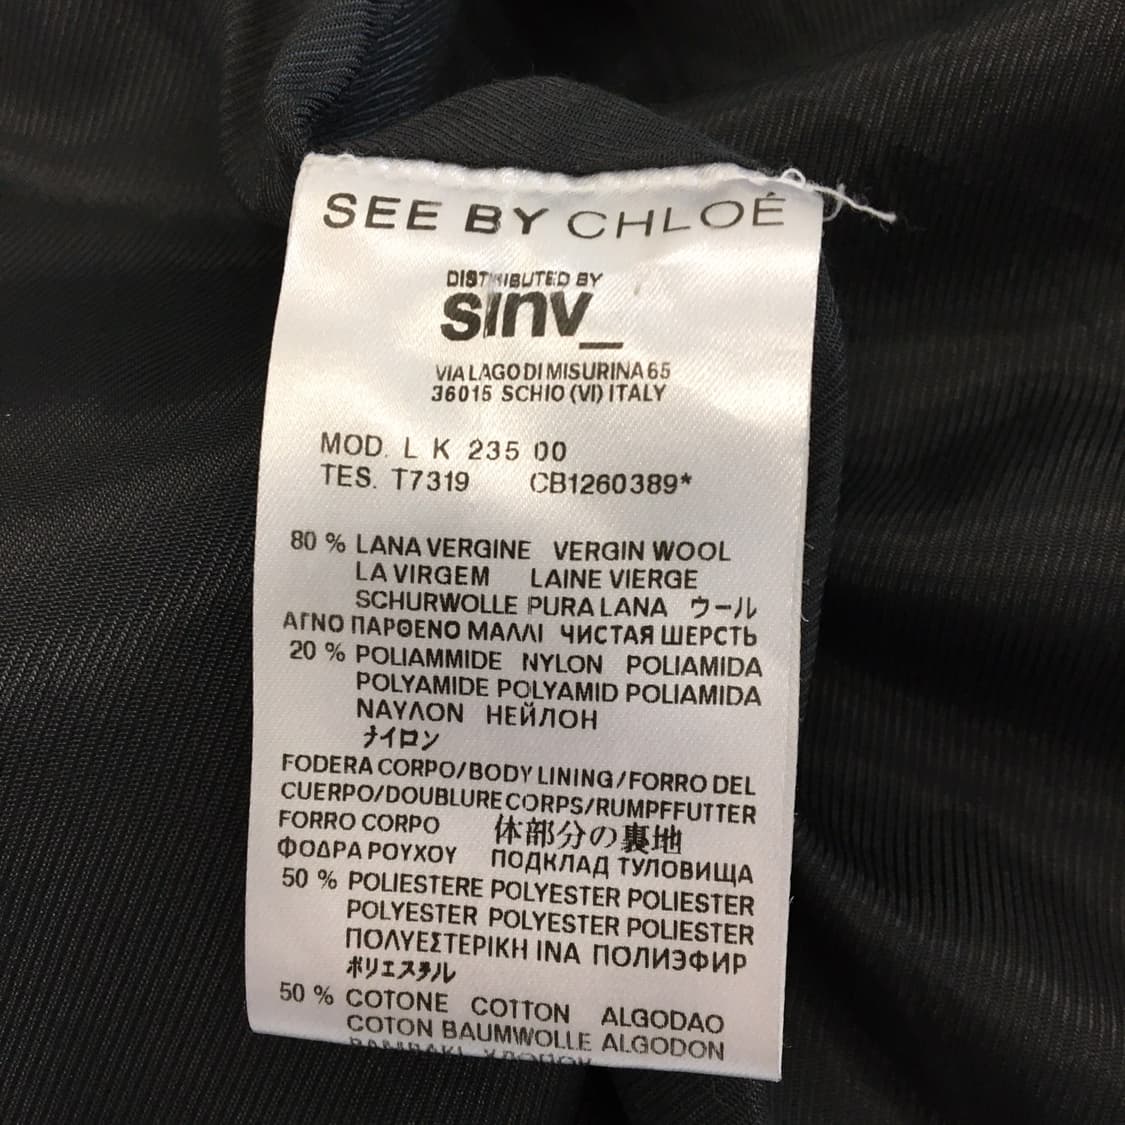 SEE BY CHLOÉ
DISTRIBUTED BY
sinv_
VIA LAGO DI MISURINA 65
36015 SCHIO (VI) ITALY
MOD. L K 235 00
TES. T7319 CB1260389*
80 % LANA VERGINE VERGIN WOOL
LA VIRGEM LAINE VIERGE
SCHURWOLLE PURA LANA ウール
ΑΓΝΟ ΠΑΡΘΕΝΟ ΜΑΛΛΙ ЧИСТАЯ ШЕРСТЬ
20 % POLIAMMIDE NYLON POLIAMIDA
POLYAMIDE POLYAMID POLIAMIDA
ΝΑΥΛΟΝ НЕЙЛОН
ナイロン
FODERA CORPO/BODY LINING/FORRO DEL
CUERPO/DOUBLURE CORPS/RUMPFFUTTER
FORRO CORPO 体部分の裏地
ΦΟΔΡΑ ΡΟΥΧΟΥ ПОДКЛАД ТУЛОВИЩА
50 % POLIESTERE POLYESTER POLIESTER
POLYESTER POLYESTER POLIESTER
ΠΟΛΥΕΣΤΕΡΙΚΗ ΙΝΑ ПОЛИЭФИР
ポリエステル
50 % COTONE COTTON ALGODAO
COTON BAUMWOLLE ALGODON